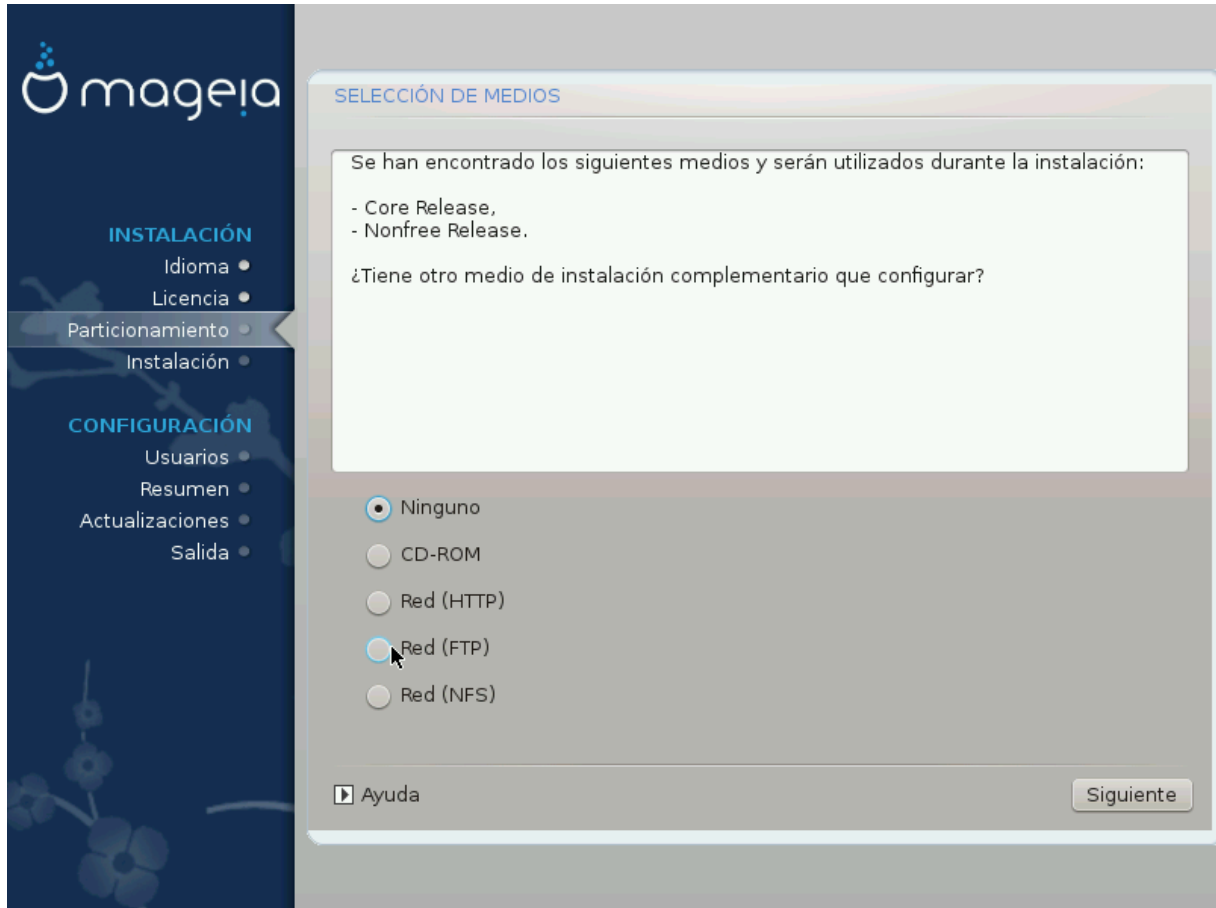 mageia
INSTALACIÓN
Idioma
Licencia
Particionamiento
Instalación
CONFIGURACIÓN
Usuarios
Resumen
Actualizaciones
Salida
SELECCIÓN DE MEDIOS
Se han encontrado los siguientes medios y serán utilizados durante la instalación:
- Core Release,
- Nonfree Release.
¿Tiene otro medio de instalación complementario que configurar?
Ninguno
CD-ROM
Red (HTTP)
Red (FTP)
Red (NFS)
Ayuda
Siguiente